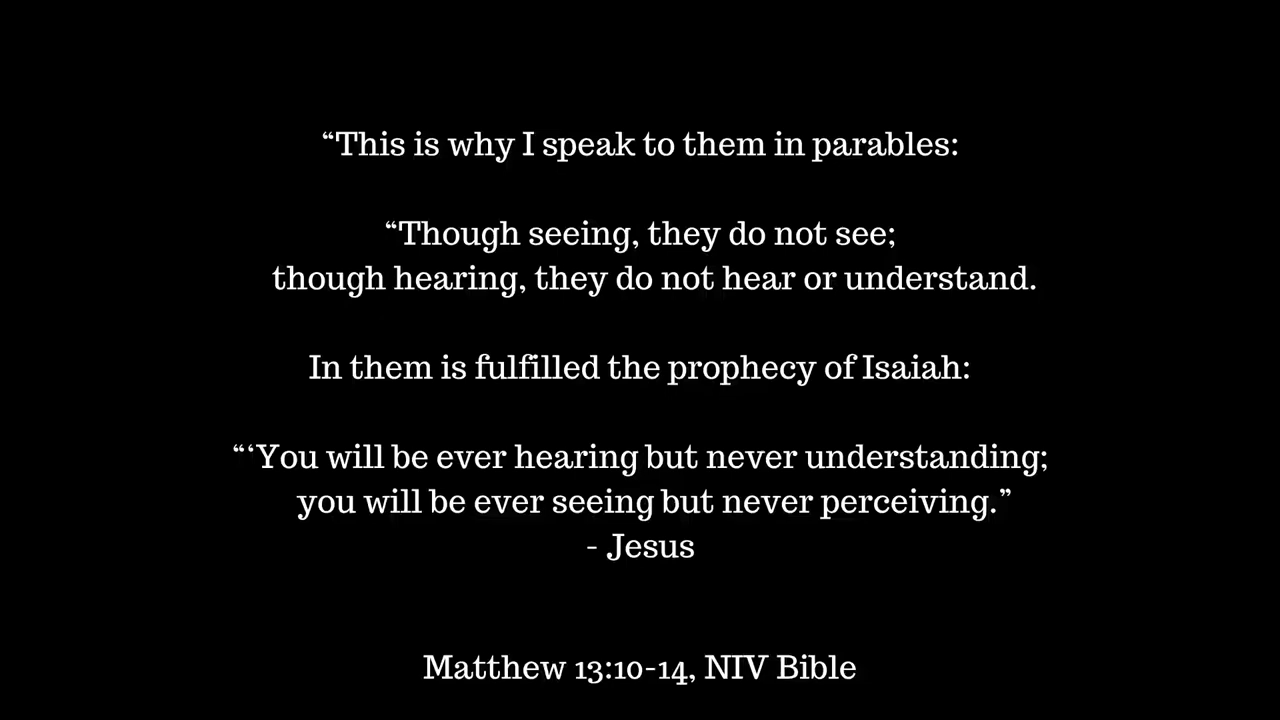 “This is why I speak to them in parables:
“Though seeing, they do not see;
though hearing, they do not hear or understand.
In them is fulfilled the prophecy of Isaiah:
“‘You will be ever hearing but never understanding;
you will be ever seeing but never perceiving.”
- Jesus
Matthew 13:10-14, NIV Bible